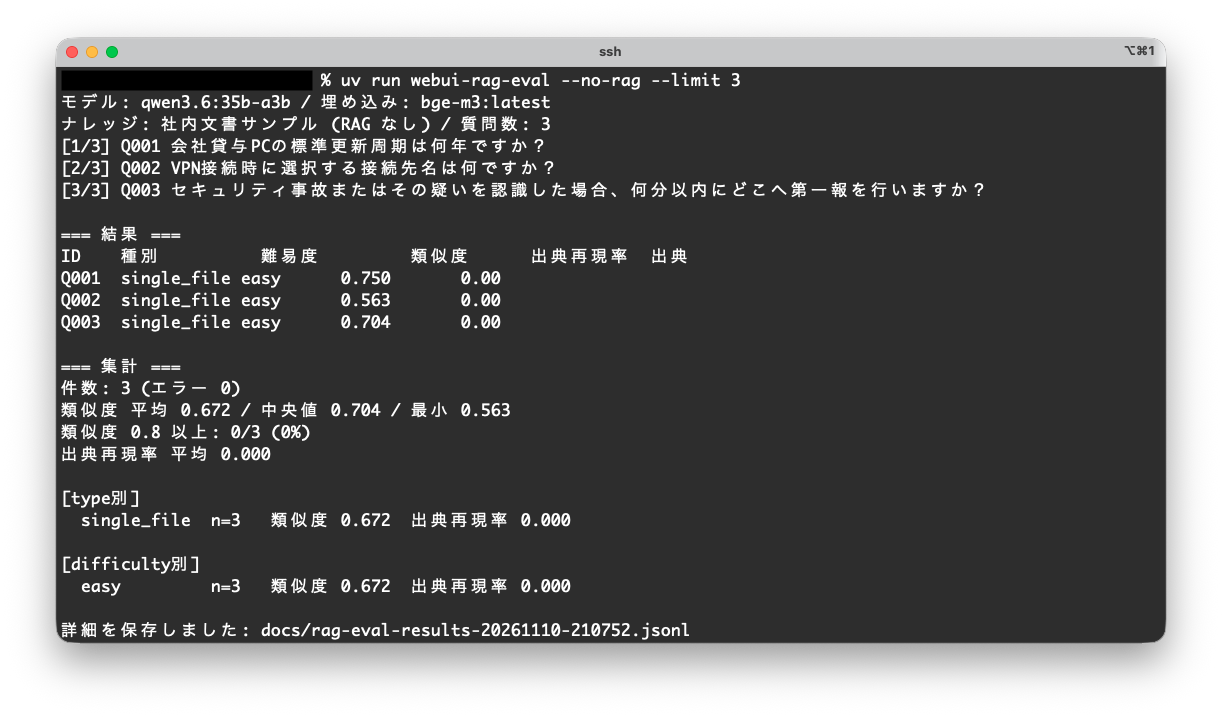 ssh
⌥⌘1
% uv run webui-rag-eval --no-rag --limit 3
モデル: qwen3.6:35b-a3b / 埋め込み: bge-m3:latest
ナレッジ: 社内文書サンプル (RAG なし) / 質問数: 3
[1/3] Q001 会社貸与PCの標準更新周期は何年ですか?
[2/3] Q002 VPN接続時に選択する接続先名は何ですか?
[3/3] Q003 セキュリティ事故またはその疑いを認識した場合、何分以内にどこへ第一報を行いますか?
=== 結果 ===
ID 種別 難易度 類似度 出典再現率 出典
Q001 single_file easy 0.750 0.00
Q002 single_file easy 0.563 0.00
Q003 single_file easy 0.704 0.00
=== 集計 ===
件数: 3 (エラー 0)
類似度 平均 0.672 / 中央値 0.704 / 最小 0.563
類似度 0.8 以上: 0/3 (0%)
出典再現率 平均 0.000
[type別]
single_file n=3 類似度 0.672 出典再現率 0.000
[difficulty別]
easy n=3 類似度 0.672 出典再現率 0.000
詳細を保存しました: docs/rag-eval-results-20261110-210752.jsonl